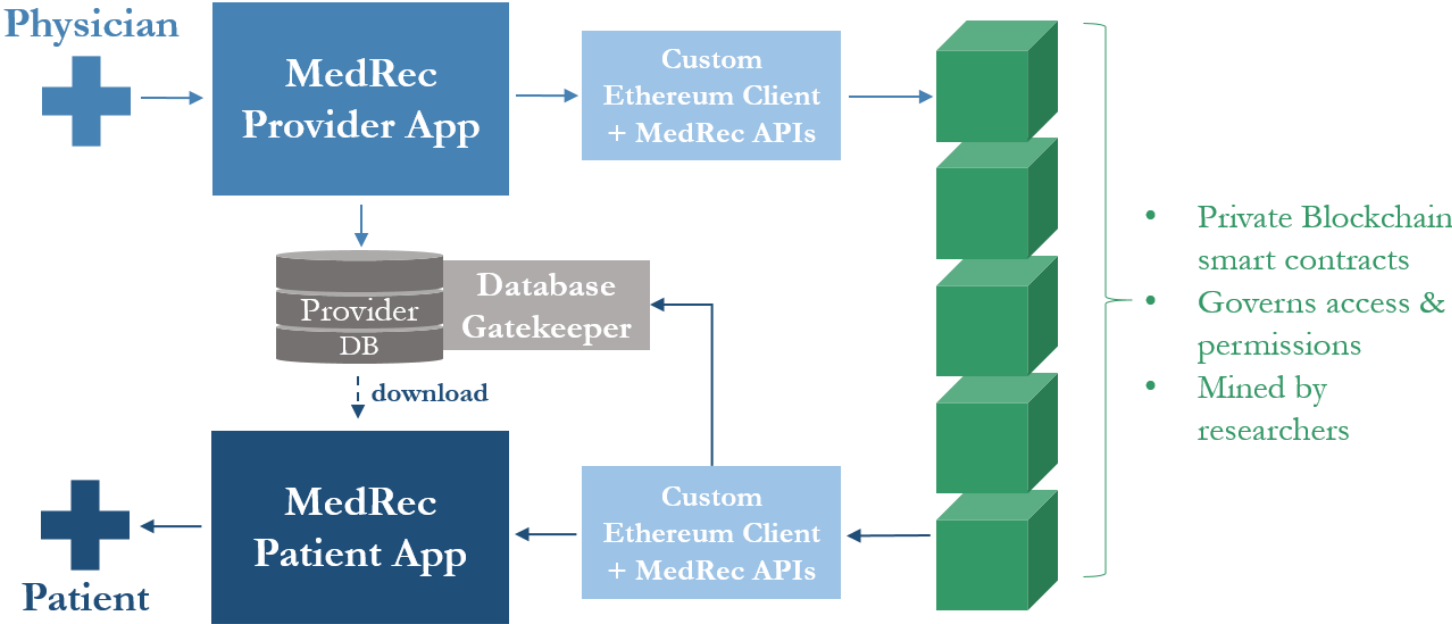 Physician
MedRec
Provider App
Custom
Ethereum Client
+ MedRec APIs
Provider
DB
Database
Gatekeeper
download
MedRec
Patient App
Custom
Ethereum Client
+ MedRec APIs
Patient
• Private Blockchain
smart contracts
• Governs access &
permissions
• Mined by
researchers